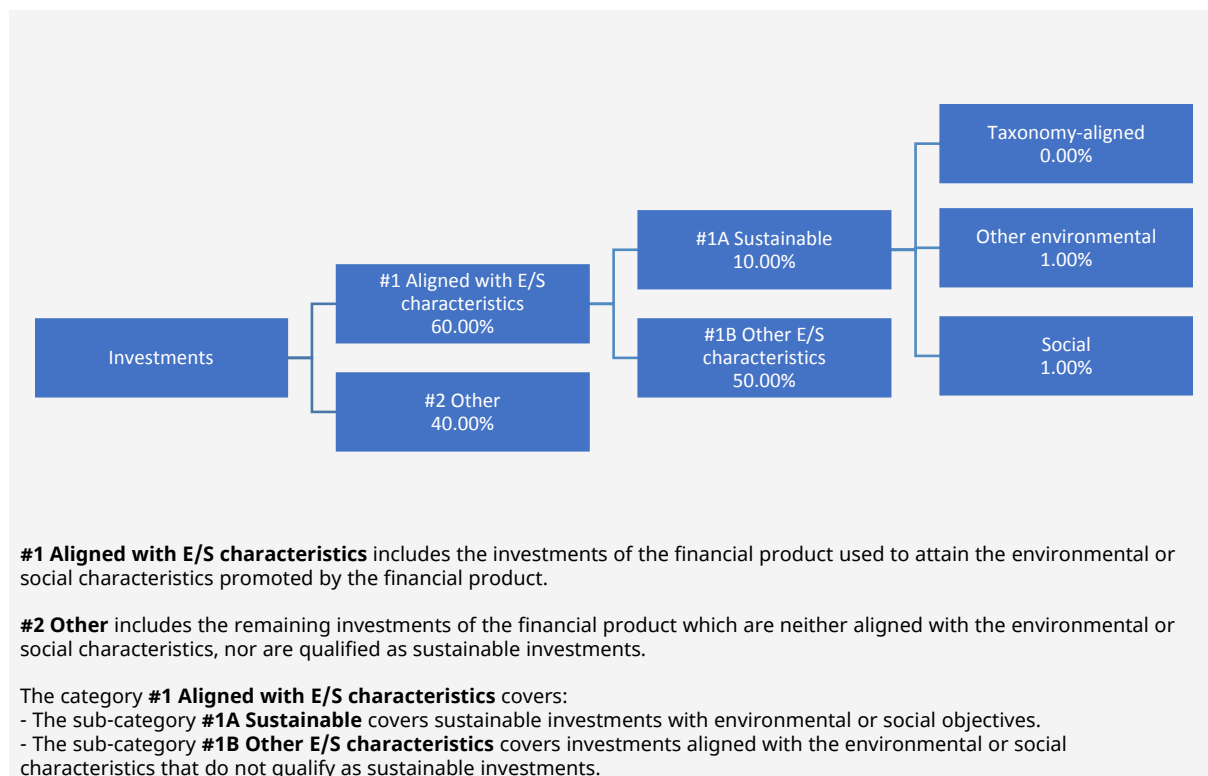 Investments
#1 Aligned with E/S
characteristics
60.00%
#2 Other
40.00%
#1A Sustainable
10.00%
#1B Other E/S
characteristics
50.00%
Taxonomy-aligned
0.00%
Other environmental
1.00%
Social
1.00%
#1 Aligned with E/S characteristics includes the investments of the financial product used to attain the environmental or
social characteristics promoted by the financial product.
#2 Other includes the remaining investments of the financial product which are neither aligned with the environmental or
social characteristics, nor are qualified as sustainable investments.
The category #1 Aligned with E/S characteristics covers:
- The sub-category #1A Sustainable covers sustainable investments with environmental or social objectives.
- The sub-category #1B Other E/S characteristics covers investments aligned with the environmental or social
characteristics that do not qualify as sustainable investments.